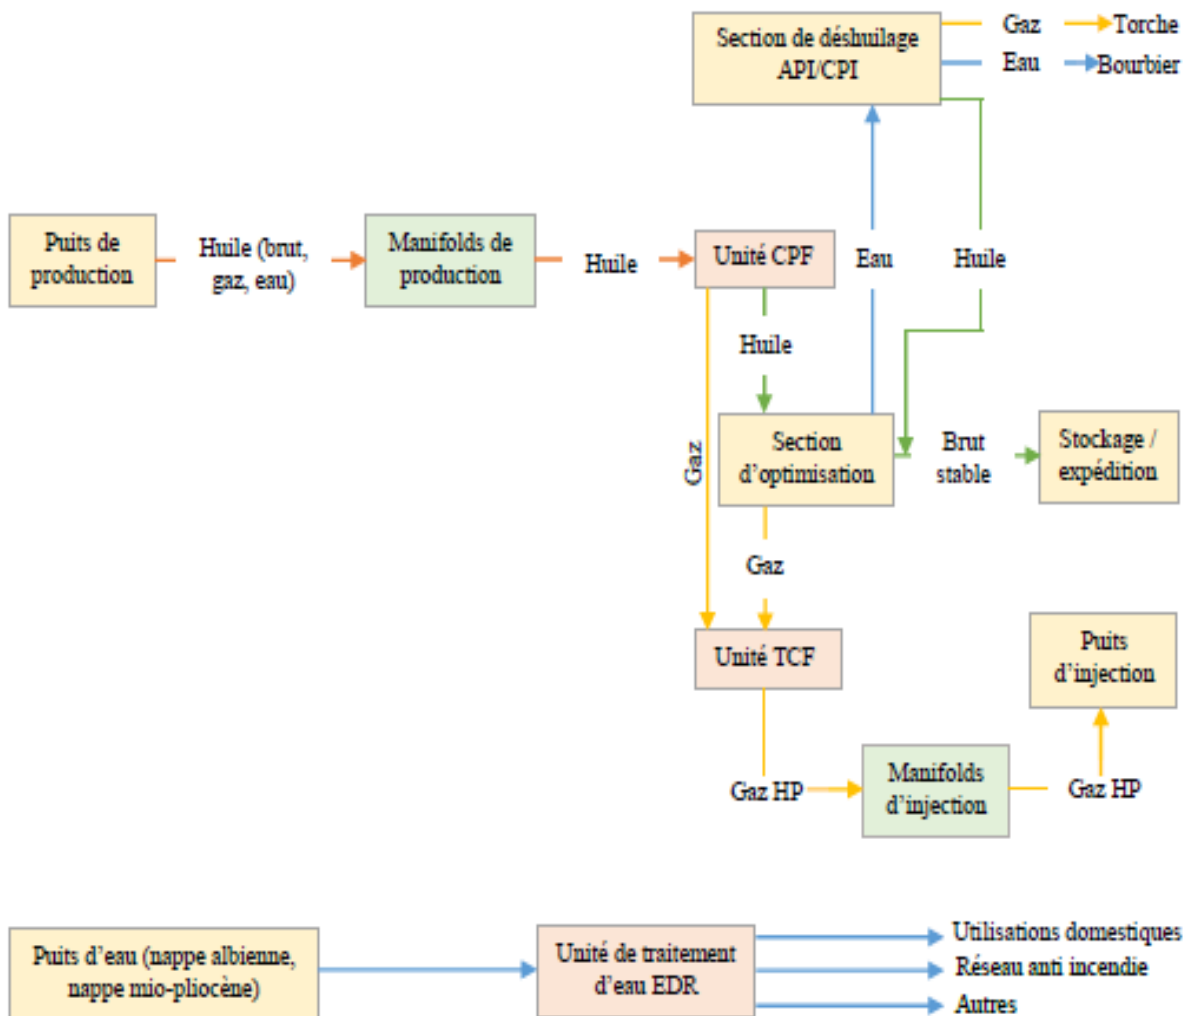 Section de déshuilage
API/CPI
Gaz
Torche
Eau
Bourbier
Puits de
production
Huile (brut,
gaz, eau)
Manifolds de
production
Huile
Unité CPF
Eau
Huile
Huile
Gaz
Section
d'optimisation
Brut
stable
Stockage /
expédition
Gaz
Unité TCF
Puits
d'injection
Gaz HP
Manifolds
d'injection
Gaz HP
Puits d'eau (nappe albienne,
nappe mio-pliocène)
Unité de traitement
d'eau EDR
Utilisations domestiques
Réseau anti incendie
Autres